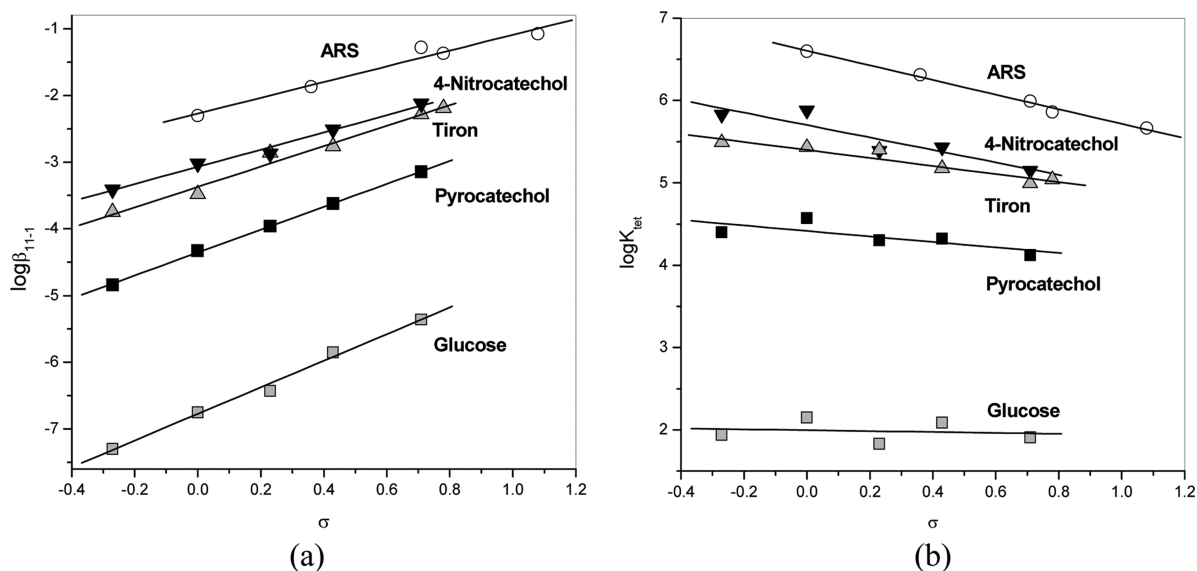 -1
-2
-3
-4
-5
-6
-7
logβ11-1
ARS
4-Nitrocatechol
Tiron
Pyrocatechol
Glucose
-0.4 -0.2 0.0 0.2 0.4 0.6 0.8 1.0 1.2
σ
(a)
7
6
5
4
3
2
logKtet
ARS
4-Nitrocatechol
Tiron
Pyrocatechol
Glucose
-0.4 -0.2 0.0 0.2 0.4 0.6 0.8 1.0 1.2
σ
(b)